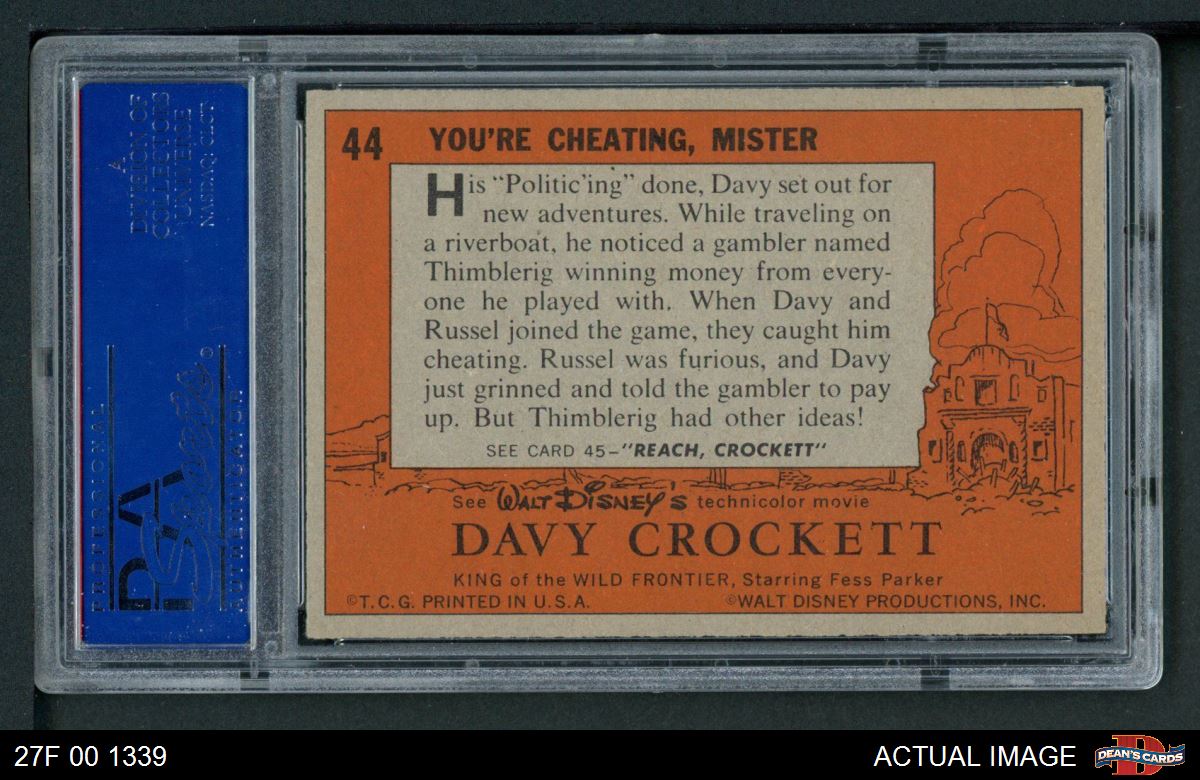 A
DIVISION OF
COLLECTORS
UNIVERSE
NASDAQ: CLCT
PROFESSIONAL
PSA
Sports
AUTHENTICATOR
44 YOU'RE CHEATING, MISTER
His “Politic'ing” done, Davy set out for
new adventures. While traveling on
a riverboat, he noticed a gambler named
Thimblerig winning money from every-
one he played with. When Davy and
Russel joined the game, they caught him
cheating. Russel was furious, and Davy
just grinned and told the gambler to pay
up. But Thimblerig had other ideas!
SEE CARD 45–"REACH, CROCKETT"
See WALT DISNEY'S technicolor movie
DAVY CROCKETT
KING of the WILD FRONTIER, Starring Fess Parker
©T.C.G. PRINTED IN U.S.A. ©WALT DISNEY PRODUCTIONS, INC.
27F 00 1339
ACTUAL IMAGE
D
DEAN'S CARDS